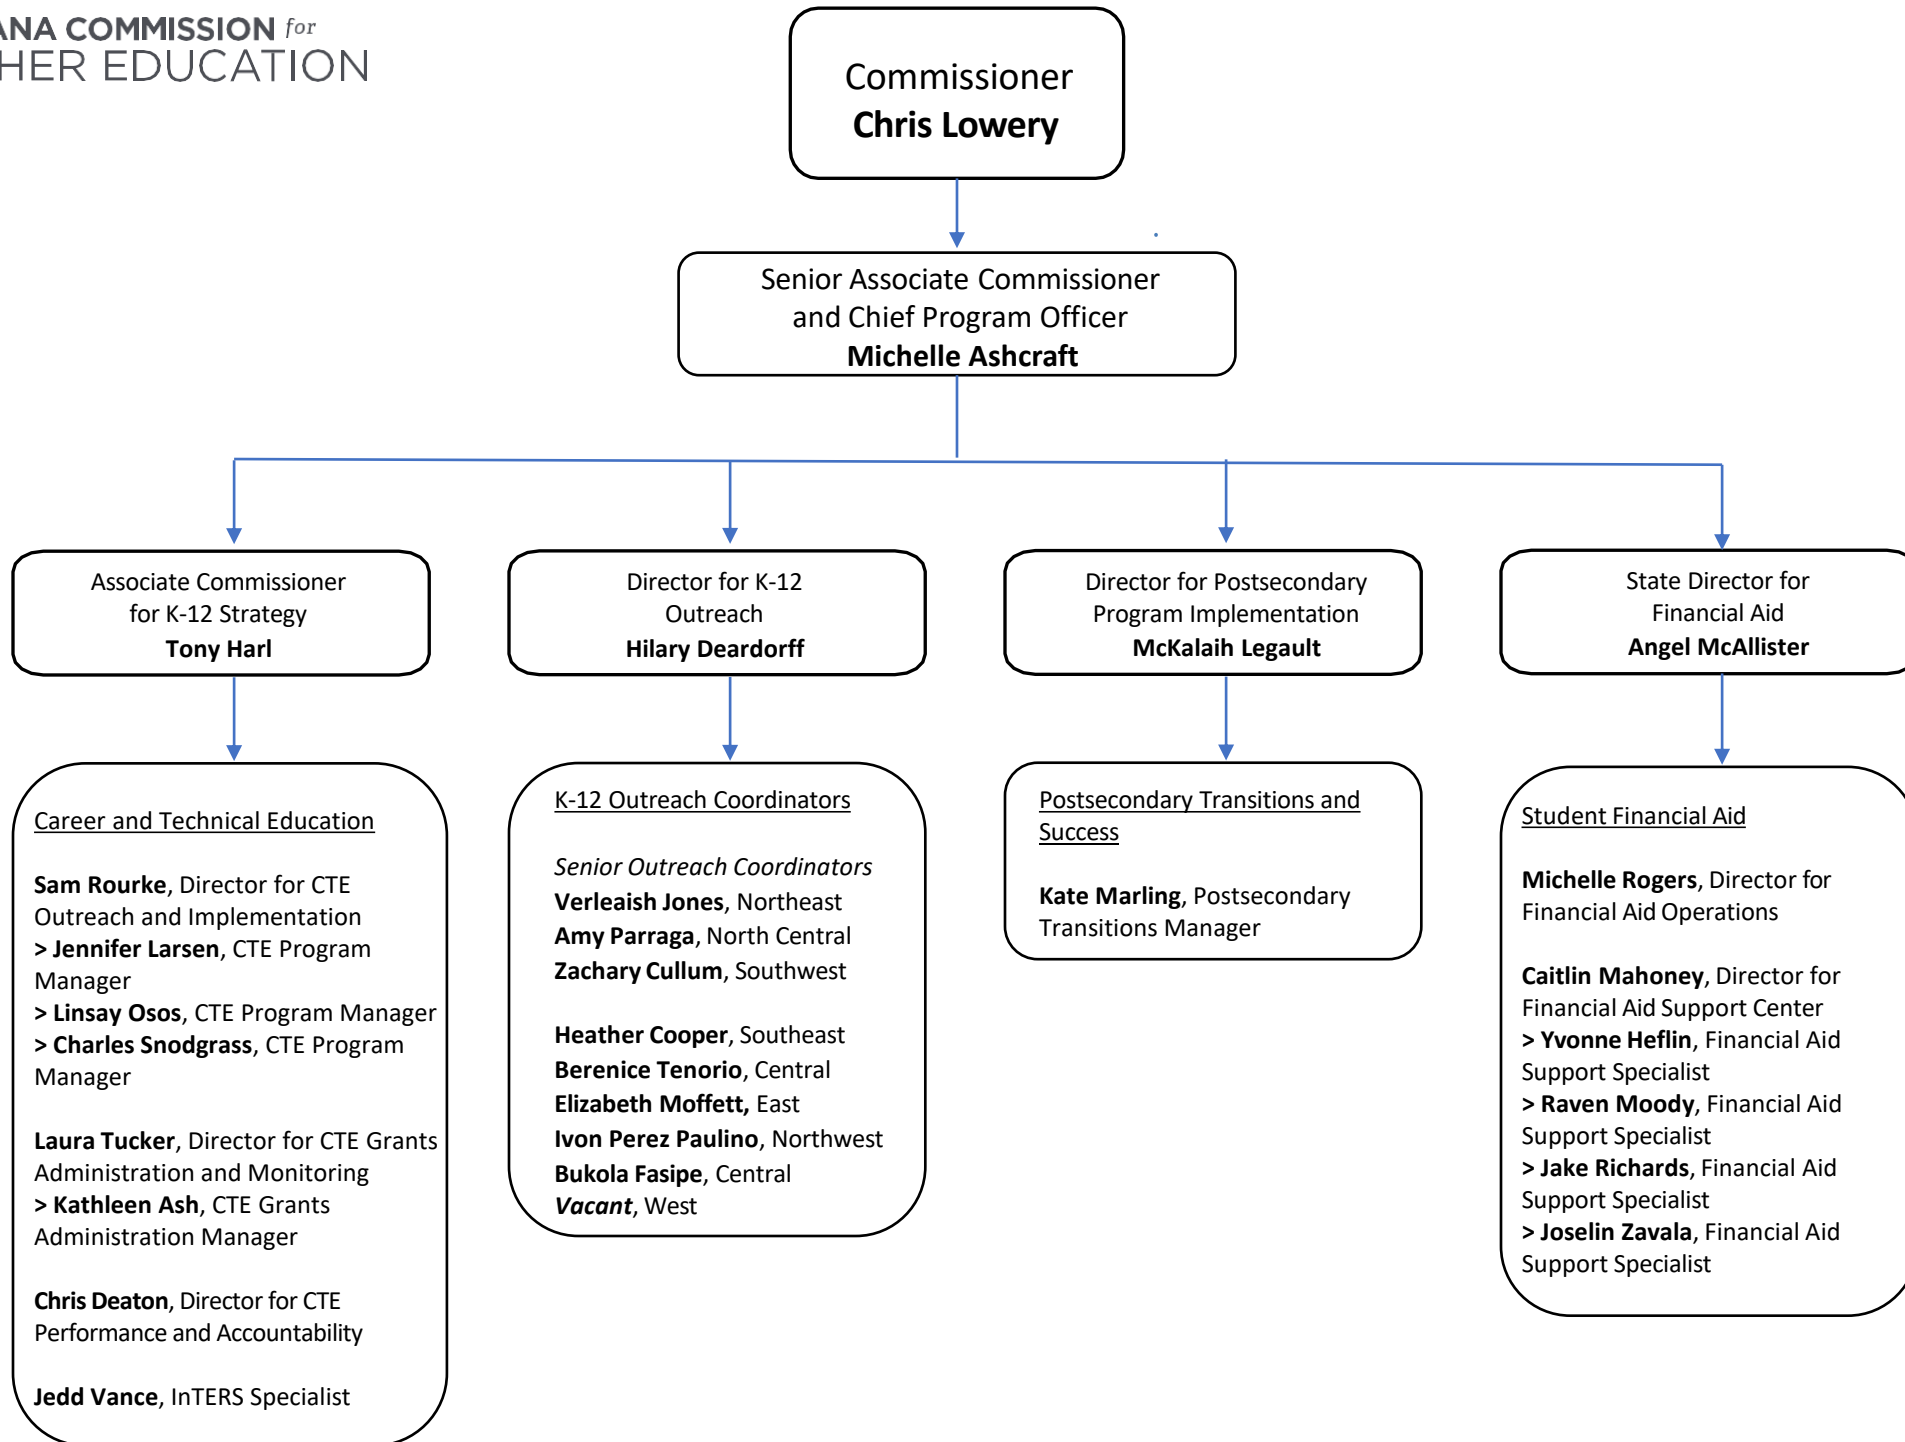 ANA COMMISSION for
HER EDUCATION
Commissioner
Chris Lowery
Senior Associate Commissioner
and Chief Program Officer
Michelle Ashcraft
Associate Commissioner
for K-12 Strategy
Tony Harl
Director for K-12
Outreach
Hilary Deardorff
Director for Postsecondary
Program Implementation
McKalaih Legault
State Director for
Financial Aid
Angel McAllister
Career and Technical Education
Sam Rourke, Director for CTE
Outreach and Implementation
> Jennifer Larsen, CTE Program
Manager
> Linsay Osos, CTE Program Manager
> Charles Snodgrass, CTE Program
Manager
Laura Tucker, Director for CTE Grants
Administration and Monitoring
> Kathleen Ash, CTE Grants
Administration Manager
Chris Deaton, Director for CTE
Performance and Accountability
Jedd Vance, InTERS Specialist
K-12 Outreach Coordinators
Senior Outreach Coordinators
Verleaish Jones, Northeast
Amy Parraga, North Central
Zachary Cullum, Southwest
Heather Cooper, Southeast
Berenice Tenorio, Central
Elizabeth Moffett, East
Ivon Perez Paulino, Northwest
Bukola Fasipe, Central
Vacant, West
Postsecondary Transitions and
Success
Kate Marling, Postsecondary
Transitions Manager
Student Financial Aid
Michelle Rogers, Director for
Financial Aid Operations
Caitlin Mahoney, Director for
Financial Aid Support Center
> Yvonne Heflin, Financial Aid
Support Specialist
> Raven Moody, Financial Aid
Support Specialist
> Jake Richards, Financial Aid
Support Specialist
> Joselin Zavala, Financial Aid
Support Specialist